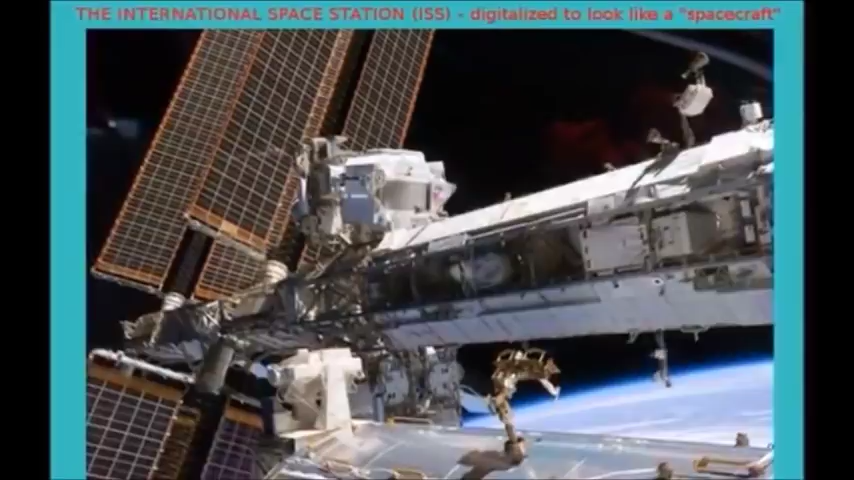 THE INTERNATIONAL SPACE STATION (ISS) - digitalized to look like a "spacecraft"